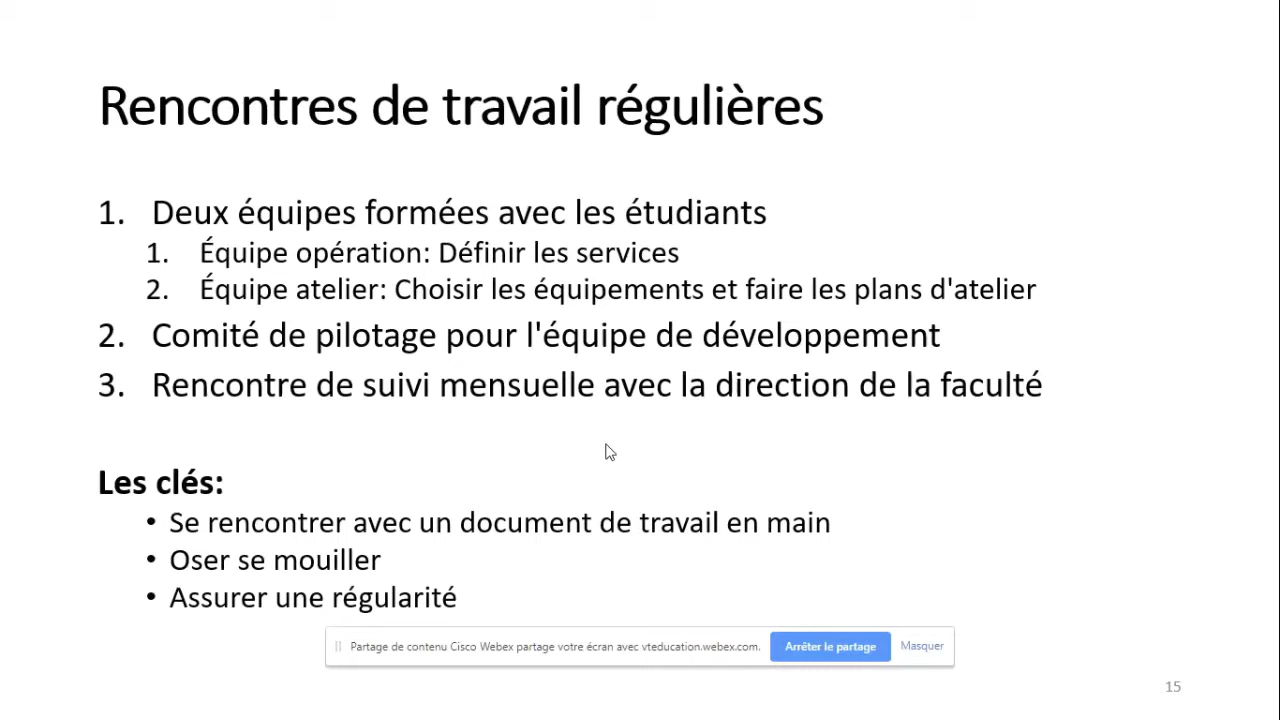 Rencontres de travail régulières
1. Deux équipes formées avec les étudiants
1. Équipe opération: Définir les services
2. Équipe atelier: Choisir les équipements et faire les plans d'atelier
2. Comité de pilotage pour l'équipe de développement
3. Rencontre de suivi mensuelle avec la direction de la faculté
Les clés:
• Se rencontrer avec un document de travail en main
• Oser se mouiller
• Assurer une régularité
Partage de contenu Cisco Webex partage votre écran avec vteducation.webex.com. Arrêter le partage Masquer
15